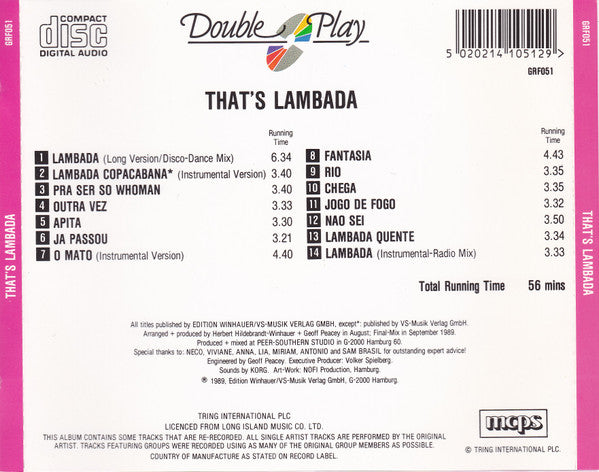 GRF051
THAT'S LAMBADA
COMPACT
disc
DIGITAL AUDIO
Double Play
5 020214 105129 >
GRF051
THAT'S LAMBADA
Running
Time
1 LAMBADA (Long Version/Disco-Dance Mix) 6.34
2 LAMBADA COPACABANA* (Instrumental Version) 3.40
3 PRA SER SO WHOMAN 3.40
4 OUTRA VEZ 3.33
5 APITA 3.30
6 JA PASSOU 3.21
7 O MATO (Instrumental Version) 4.40
Running
Time
8 FANTASIA 4.43
9 RIO 3.35
10 CHEGA 3.35
11 JOGO DE FOGO 3.32
12 NAO SEI 3.50
13 LAMBADA QUENTE 3.34
14 LAMBADA (Instrumental-Radio Mix) 3.33
Total Running Time 56 mins
All titles published by EDITION WINHAUER/VS-MUSIK VERLAG GMBH, except*: published by VS-Musik Verlag GmbH.
Arranged + produced by Herbert Hildebrandt-Winhauer + Geoff Peacey in August; Final-Mix in September 1989.
Produced + mixed at PEER-SOUTHERN STUDIO in G-2000 Hamburg 60.
Special thanks to: NECO, VIVIANE, ANNA, LIA, MIRIAM, ANTONIO and SAM BRASIL for outstanding expert advising.
Engineered by Geoff Peacey. Executive Producer: Volker Spielberg.
Sounds by KORG. Art-Work: NOFI Production, Hamburg.
℗ 1989, Edition Winhauer/VS-Musik Verlag GmbH, G-2000 Hamburg.
TRING INTERNATIONAL PLC
LICENCED FROM LONG ISLAND MUSIC CO. LTD.
THIS ALBUM CONTAINS SOME TRACKS THAT ARE RE-RECORDED. ALL SINGLE ARTIST TRACKS ARE PERFORMED BY THE ORIGINAL
ARTIST. TRACKS FEATURING GROUPS WERE RECORDED USING AS MANY OF THE ORIGINAL ARTISTS AS POSSIBLE.
COUNTRY OF MANUFACTURE AS STATED ON RECORD LABEL.
mcps
© TRING INTERNATIONAL PLC.
GRF051
THAT'S LAMBADA